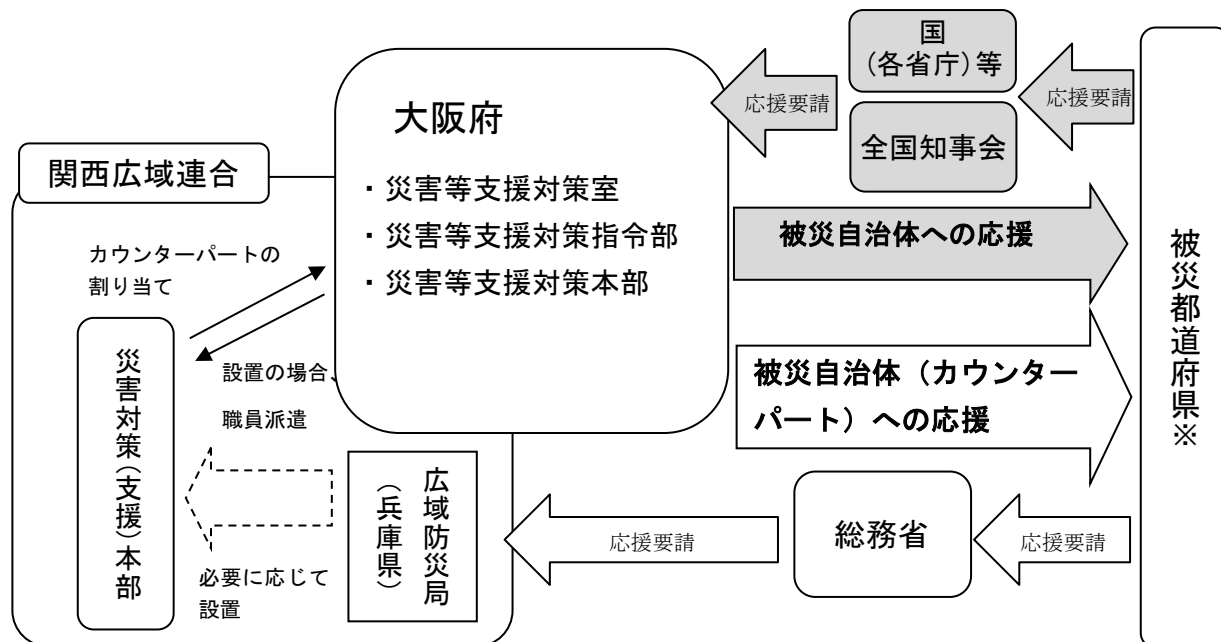 国
(各省庁)等
応援要請
応援要請
全国知事会
大阪府
・災害等支援対策室
・災害等支援対策指令部
・災害等支援対策本部
関西広域連合
カウンターパートの
割り当て
設置の場合、
職員派遣
災害対策(支援)本部
必要に応じて
設置
広域防災局
(兵庫県)
被災自治体への応援
被災自治体（カウンター
パート）への応援
応援要請
総務省
応援要請
被災都道府県※